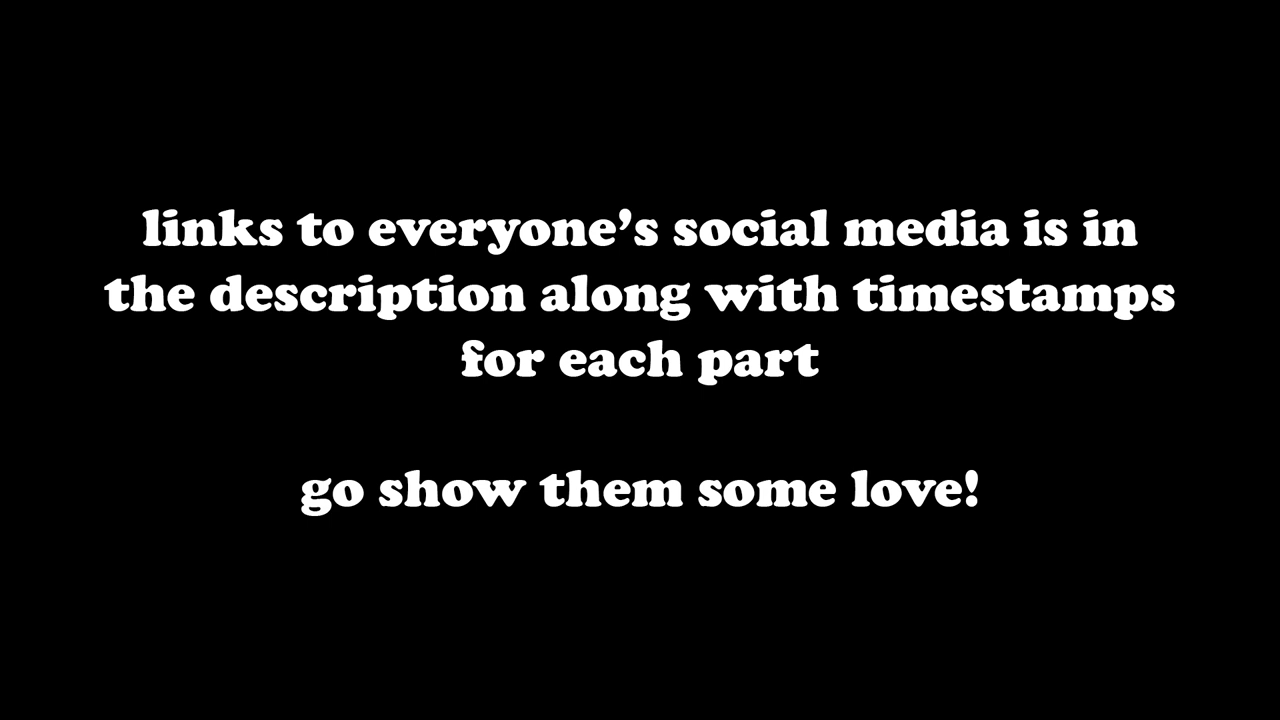 links to everyone’s social media is in
the description along with timestamps
for each part
go show them some love!